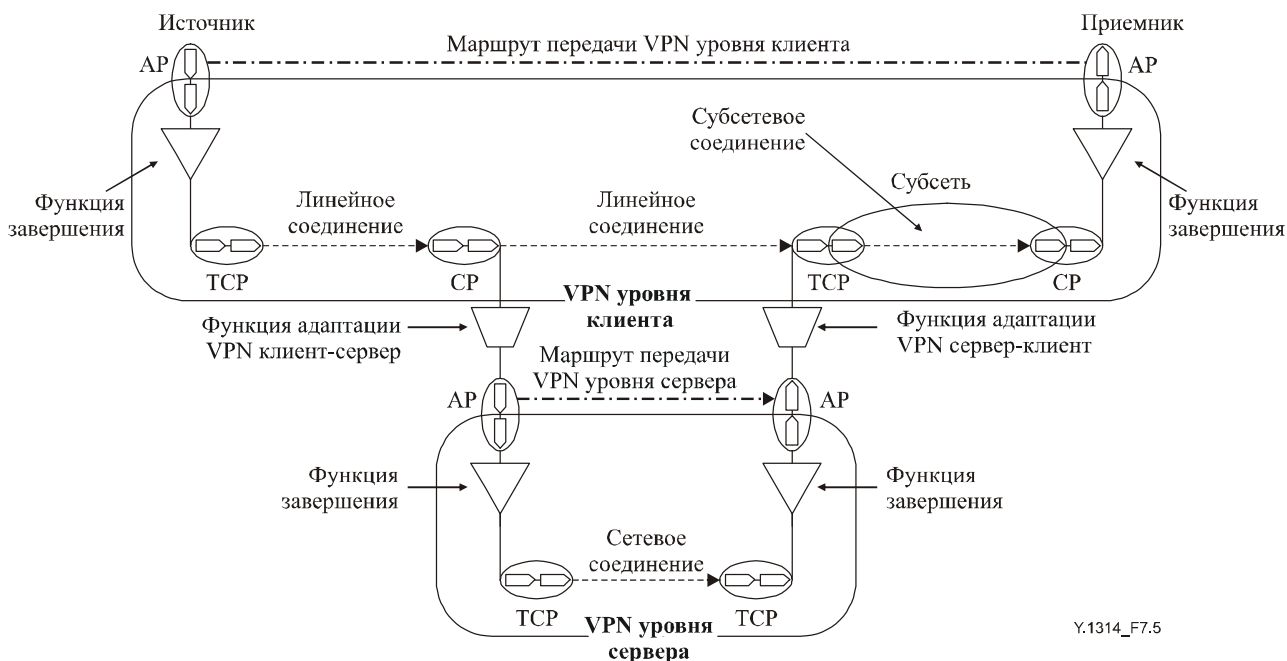 Источник
Приемник
Маршрут передачи VPN уровня клиента
AP
AP
Субсетевое
соединение
Функция
завершения
Линейное
соединение
Линейное
соединение
Субсеть
Функция
завершения
TCP
CP
TCP
CP
VPN уровня
клиента
Функция адаптации
VPN клиент-сервер
Функция адаптации
VPN сервер-клиент
Маршрут передачи
VPN уровня сервера
AP
AP
Функция
завершения
Функция
завершения
Сетевое
соединение
TCP
TCP
VPN уровня
сервера
Y.1314_F7.5